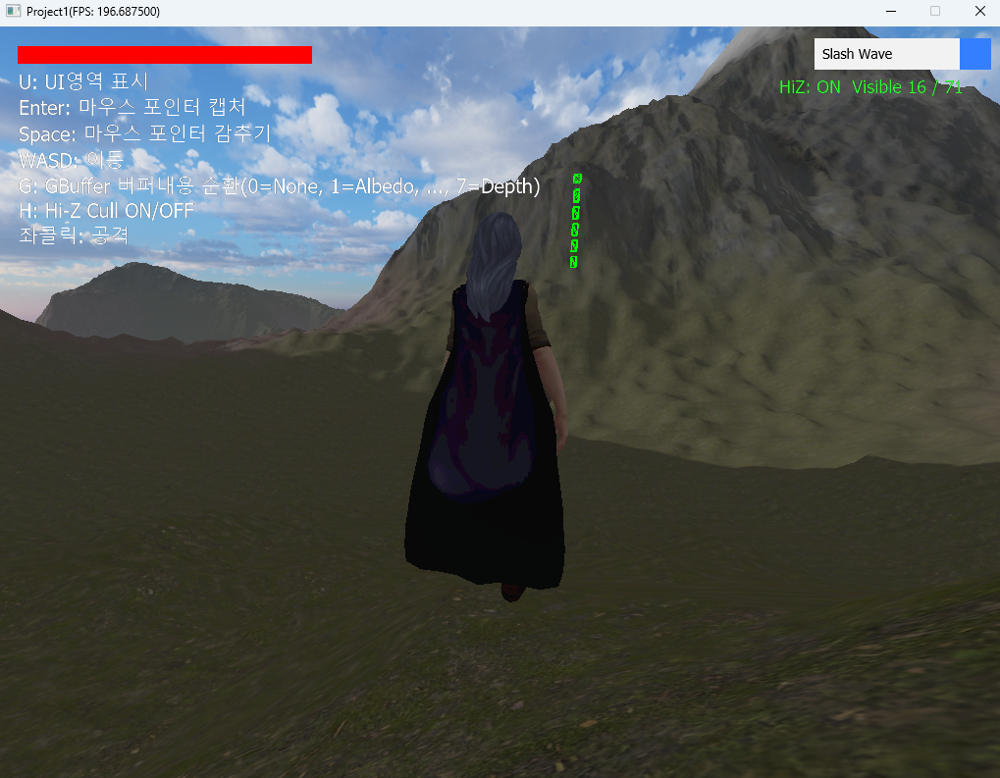 Project1(FPS: 196.687500)
Slash Wave
HiZ: ON  Visible 16 / 71
U: UI영역 표시
Enter: 마우스 포인터 캡처
Space: 마우스 포인터 감추기
WASD: 이동
G: GBuffer 버퍼내용 순환(0=None, 1=Albedo, ..., 7=Depth)
H: Hi-Z Cull ON/OFF
좌클릭: 공격